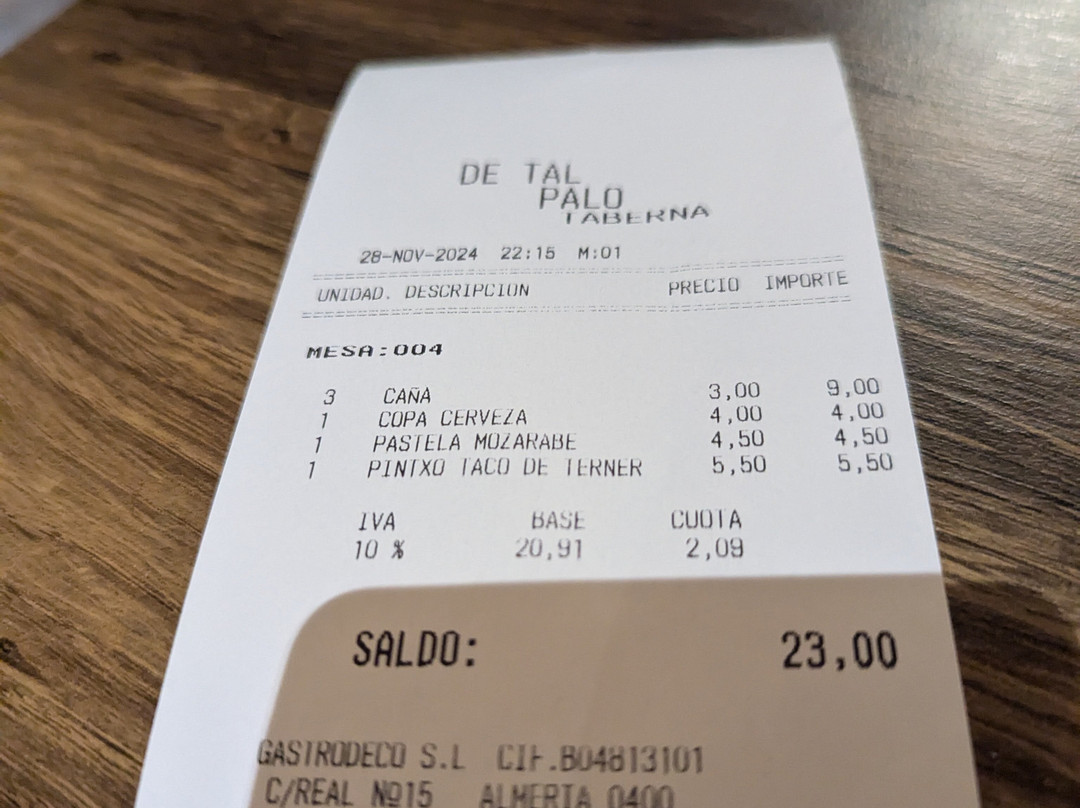 DE TAL
PALO
TABERNA
28-NOV-2024 22:15 M:01
UNIDAD. DESCRIPCION PRECIO IMPORTE
MESA:004
3 CAÑA 3,00 9,00
1 COPA CERVEZA 4,00 4,00
1 PASTELA MOZARABE 4,50 4,50
1 PINTXO TACO DE TERNER 5,50 5,50
IVA BASE CUOTA
10 % 20,91 2,09
SALDO: 23,00
GASTRODECO S.L CIF.B04813101
C/REAL Nº15 ALMERIA 0400